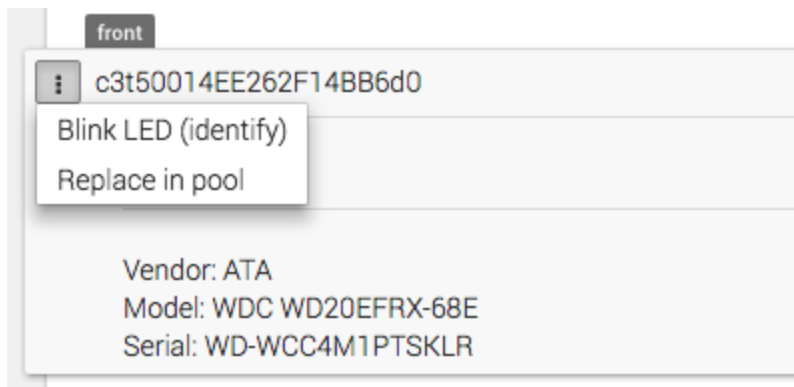 front
c3t50014EE262F14BB6d0
Blink LED (identify)
Replace in pool
Vendor: ATA
Model: WDC WD20EFRX-68E
Serial: WD-WCC4M1PTSKLR